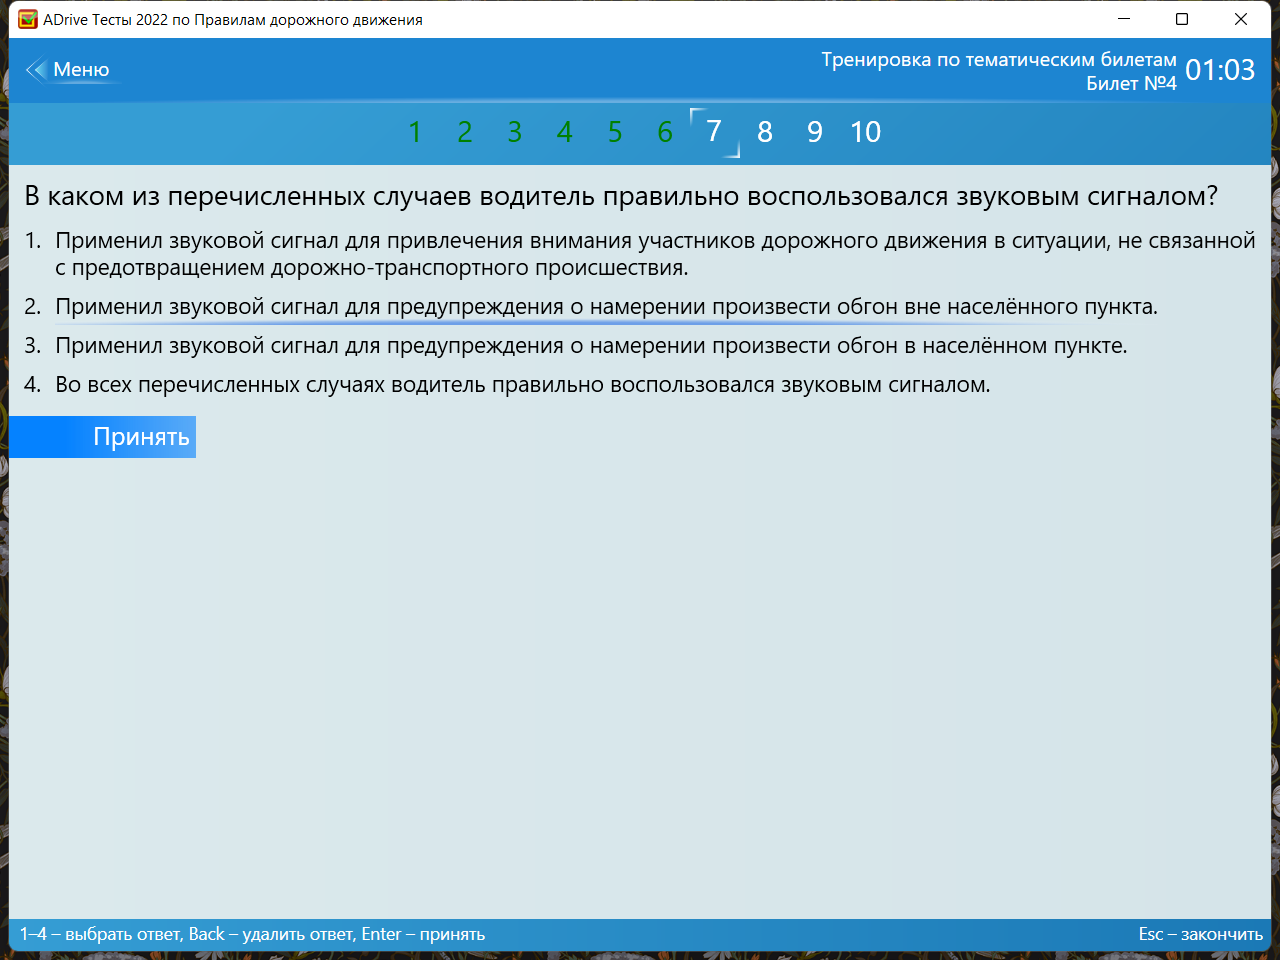 ADrive Тесты 2022 по Правилам дорожного движения
Меню
Тренировка по тематическим билетам
Билет №4
01:03
1 2 3 4 5 6 7 8 9 10
В каком из перечисленных случаев водитель правильно воспользовался звуковым сигналом?
1. Применил звуковой сигнал для привлечения внимания участников дорожного движения в ситуации, не связанной
с предотвращением дорожно-транспортного происшествия.
2. Применил звуковой сигнал для предупреждения о намерении произвести обгон вне населённого пункта.
3. Применил звуковой сигнал для предупреждения о намерении произвести обгон в населённом пункте.
4. Во всех перечисленных случаях водитель правильно воспользовался звуковым сигналом.
Принять
1–4 – выбрать ответ, Back – удалить ответ, Enter – принять
Esc – закончить